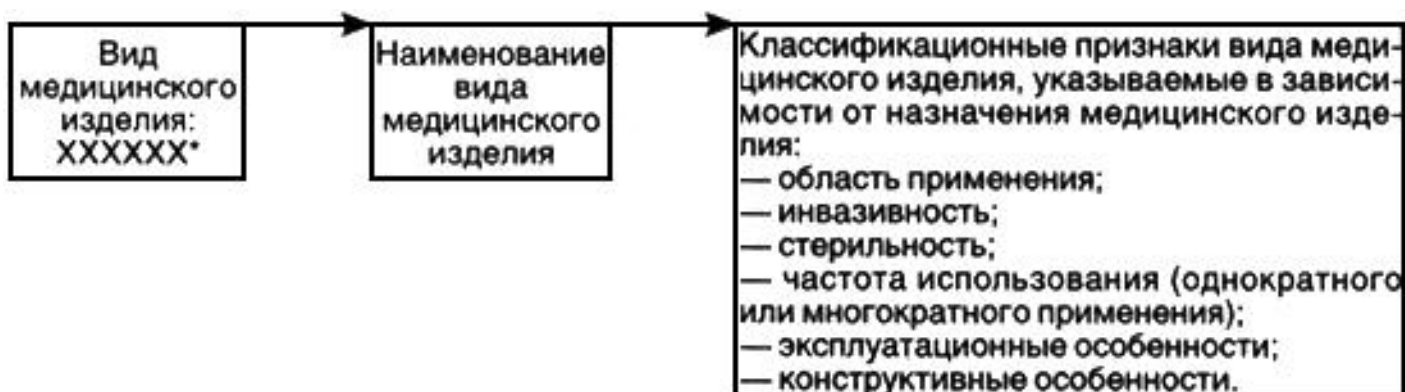 Вид
медицинского
изделия:
XXXXXX*
Наименование
вида
медицинского
изделия
Классификационные признаки вида меди-
цинского изделия, указываемые в зависи-
мости от назначения медицинского изде-
лия:
— область применения;
— инвазивность;
— стерильность;
— частота использования (однократного
или многократного применения);
— эксплуатационные особенности;
— конструктивные особенности.